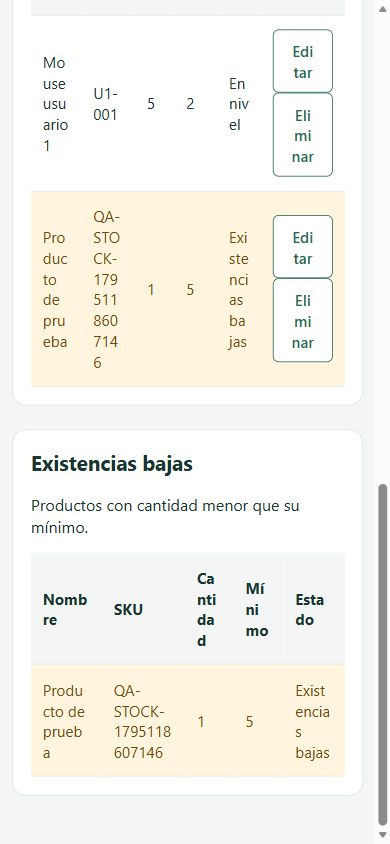 Mo
use
usu
ario
1
U1-
001
5
2
En
niv
el
Edi
tar
Eli
mi
nar
Pro
duc
to
de
pru
eba
QA-
STO
CK-
179
511
860
714
6
1
5
Exi
ste
nci
as
ba
jas
Edi
tar
Eli
mi
nar
Existencias bajas
Productos con cantidad menor que su
mínimo.
Nomb
re
SKU
Ca
nti
da
d
Mí
ni
mo
Esta
do
Produ
cto de
prueb
a
QA-
STOCK-
1795118
607146
1
5
Exist
encia
s
bajas